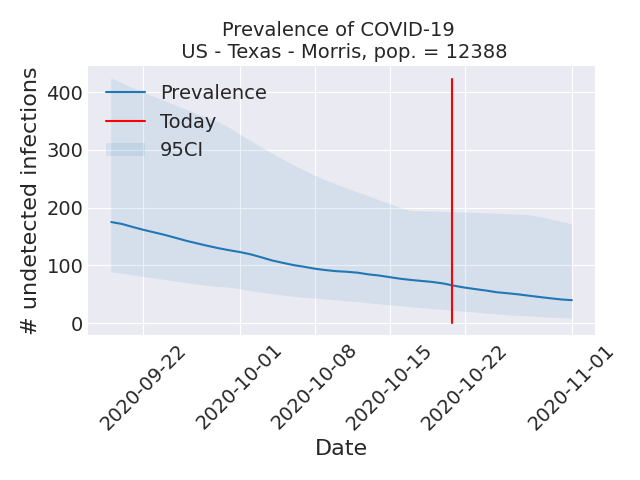 Prevalence of COVID-19
US - Texas - Morris, pop. = 12388
# undetected infections
400
300
200
100
0
Prevalence
Today
95CI
2020-09-22
2020-10-01
2020-10-08
2020-10-15
2020-10-22
2020-11-01
Date